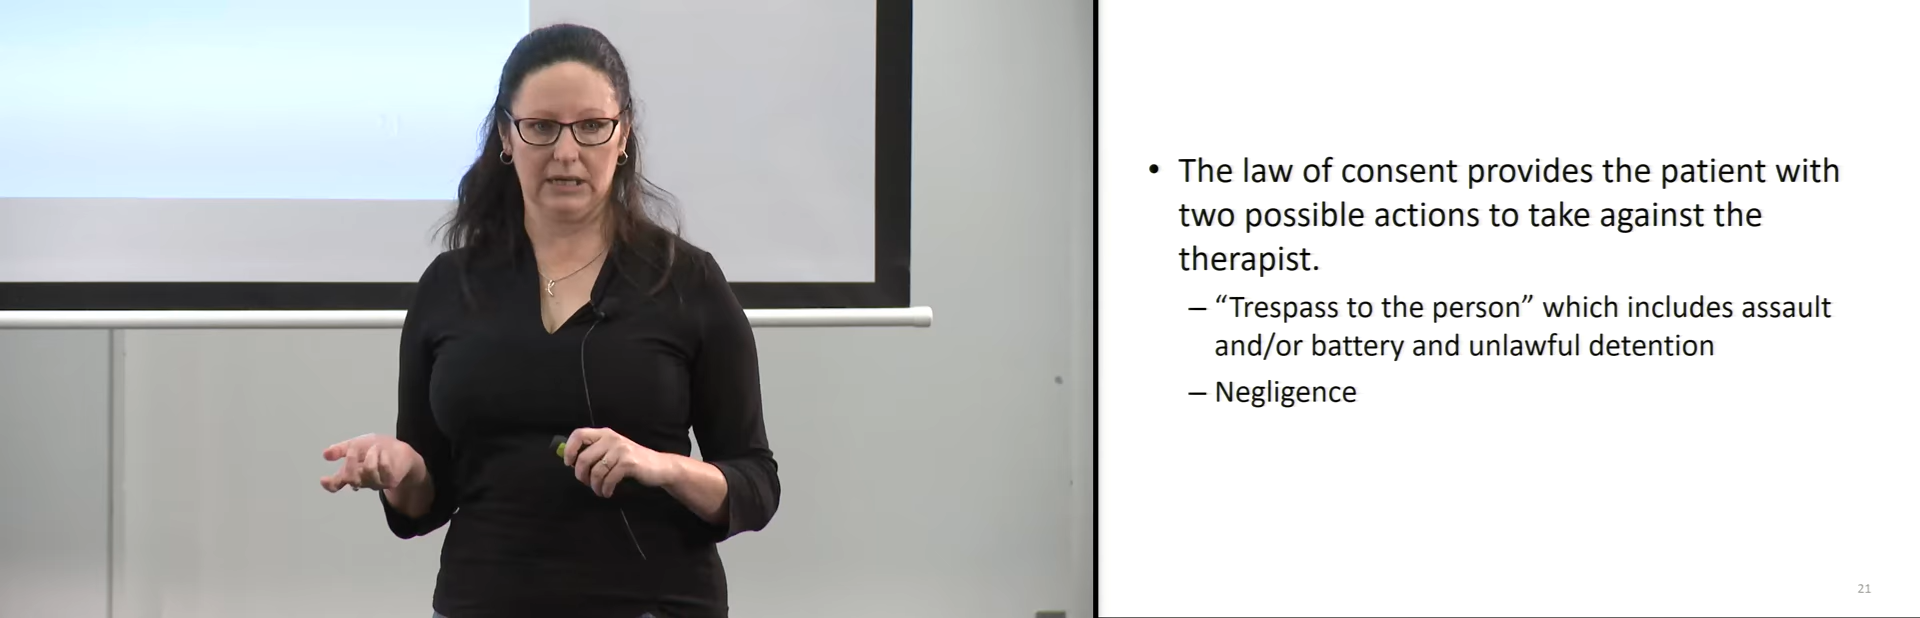 • The law of consent provides the patient with
two possible actions to take against the
therapist.
– “Trespass to the person” which includes assault
and/or battery and unlawful detention
– Negligence
21